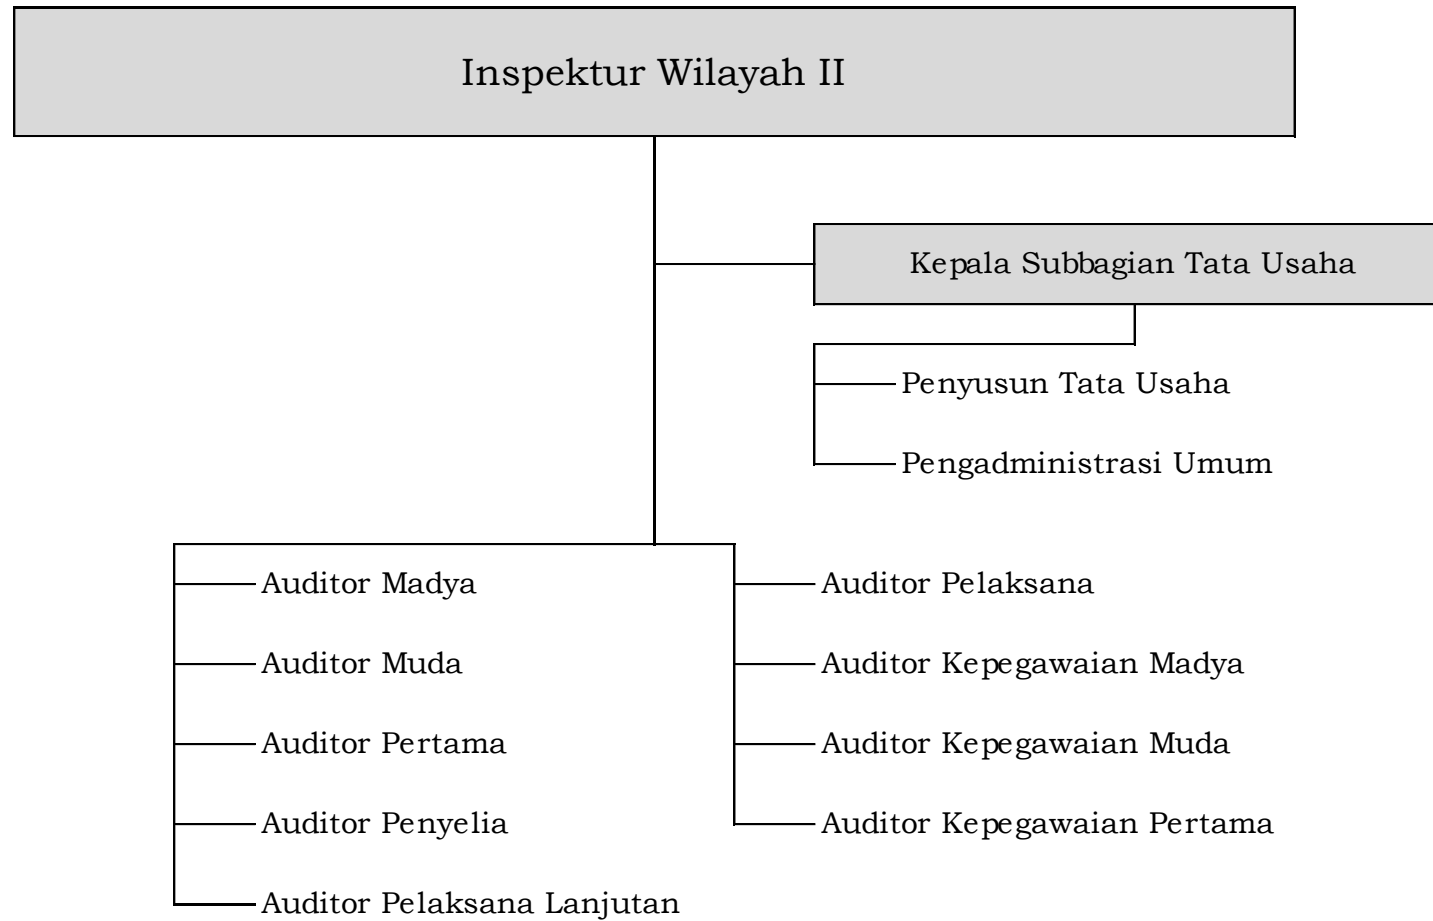 Inspektur Wilayah II
Kepala Subbagian Tata Usaha
Penyusun Tata Usaha
Pengadministrasi Umum
Auditor Madya
Auditor Muda
Auditor Pertama
Auditor Penyelia
Auditor Pelaksana Lanjutan
Auditor Pelaksana
Auditor Kepegawaian Madya
Auditor Kepegawaian Muda
Auditor Kepegawaian Pertama